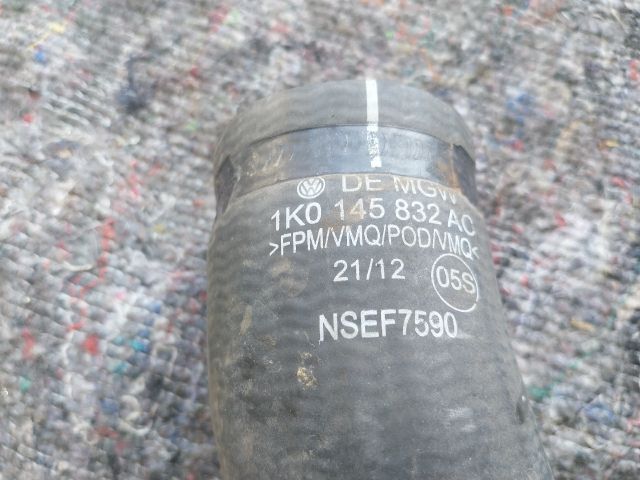 DE MGW
1K0 145 832 AC
>FPM/VMQ/POD/VMQ<
21/12 05S
NSEF7590